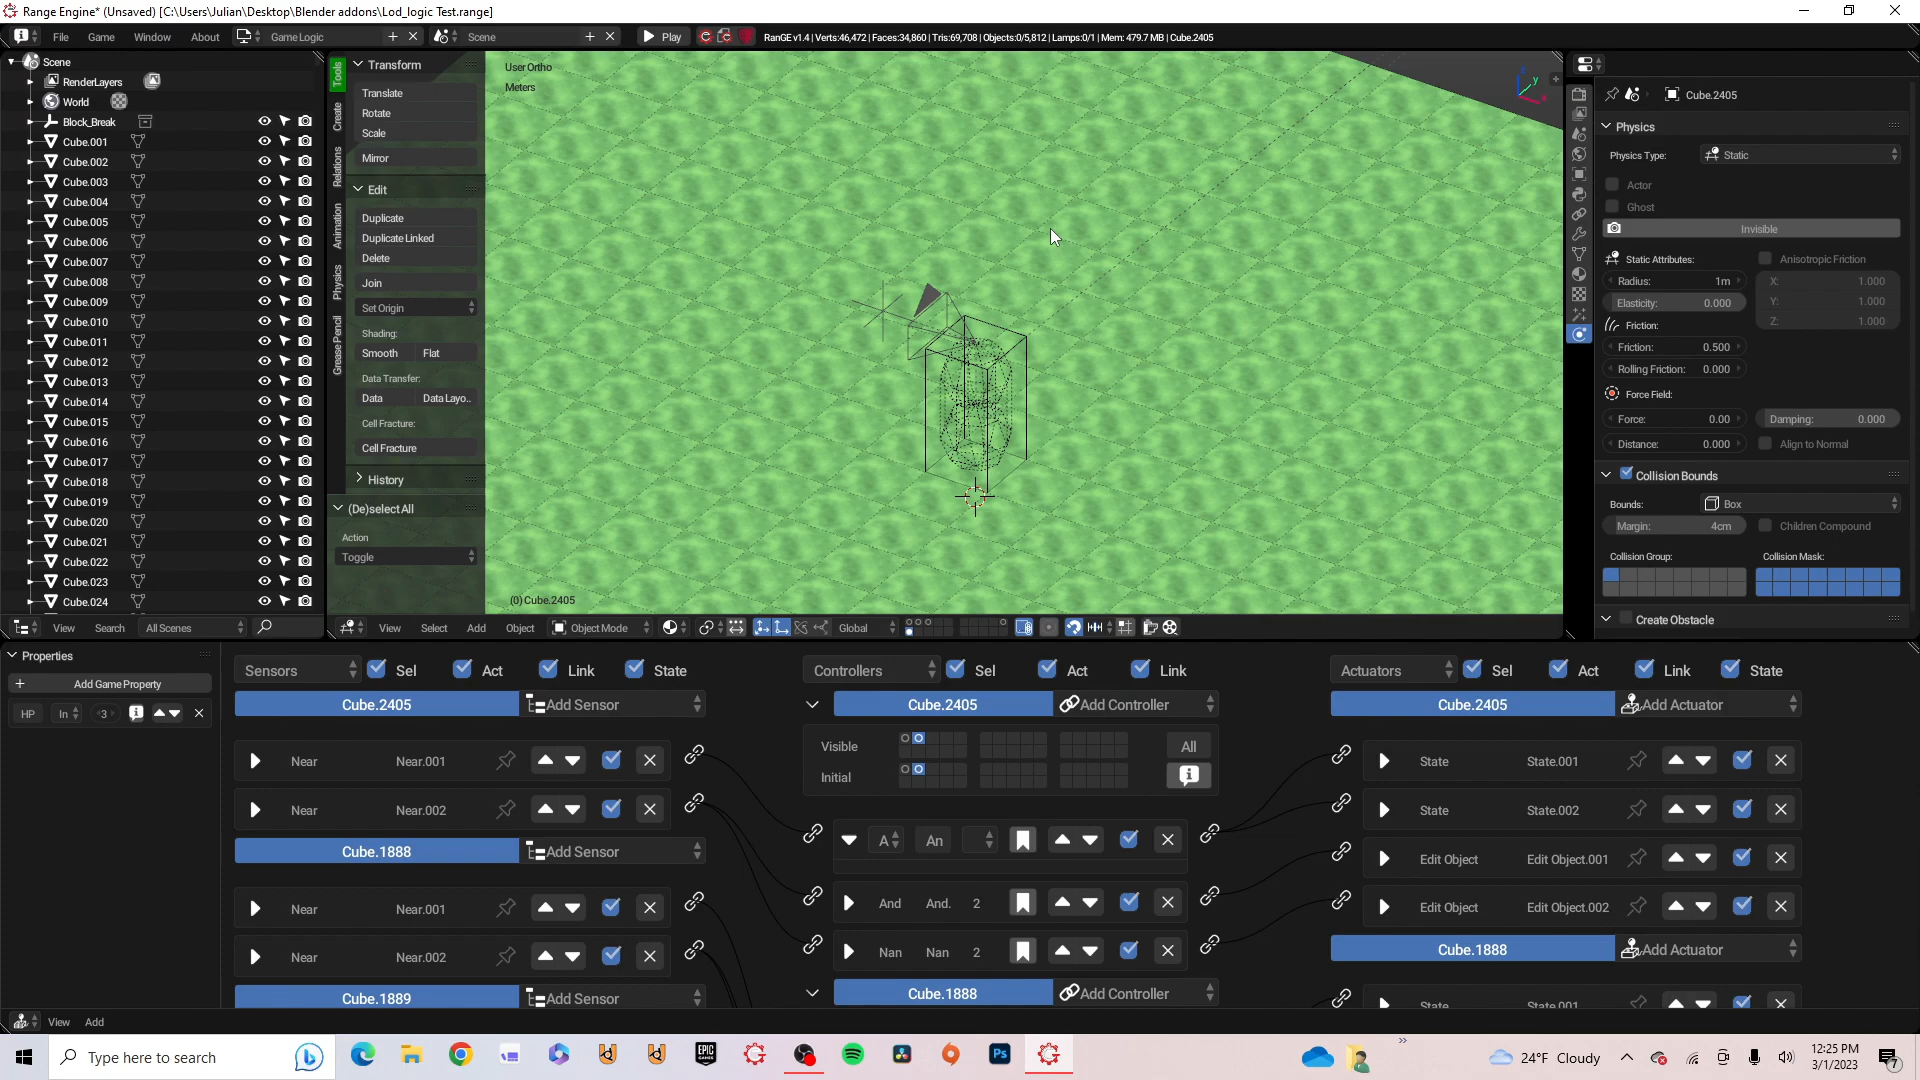 Range Engine* (Unsaved) [C:\Users\Julian\Desktop\Blender addons\Lod_logic Test.range]
File Game Window About Game Logic Scene Play RanGE v1.4 | Verts:46,472 | Faces:34,860 | Tris:69,708 | Objects:0/5,812 | Lamps:0/1 | Mem: 479.7 MB | Cube.2405
Scene
RenderLayers
World
Block_Break
Cube.001
Cube.002
Cube.003
Cube.004
Cube.005
Cube.006
Cube.007
Cube.008
Cube.009
Cube.010
Cube.011
Cube.012
Cube.013
Cube.014
Cube.015
Cube.016
Cube.017
Cube.018
Cube.019
Cube.020
Cube.021
Cube.022
Cube.023
Cube.024
View Search All Scenes
Tools
Create
Relations
Animation
Physics
Grease Pencil
Transform
Translate
Rotate
Scale
Mirror
Edit
Duplicate
Duplicate Linked
Delete
Join
Set Origin
Shading:
Smooth Flat
Data Transfer:
Data Data Layo..
Cell Fracture:
Cell Fracture
History
(De)select All
Action
Toggle
User Ortho
Meters
(0) Cube.2405
View Select Add Object Object Mode Global
Cube.2405
Physics
Physics Type: Static
Actor
Ghost
Invisible
Static Attributes: Anisotropic Friction
Radius: 1m X: 1.000
Elasticity: 0.000 Y: 1.000
Friction: Z: 1.000
Friction: 0.500
Rolling Friction: 0.000
Force Field:
Force: 0.00 Damping: 0.000
Distance: 0.000 Align to Normal
Collision Bounds
Bounds: Box
Margin: 4cm Children Compound
Collision Group: Collision Mask:
Create Obstacle
Properties
Add Game Property
HP In 3
Sensors Sel Act Link State
Cube.2405 Add Sensor
Near Near.001
Near Near.002
Cube.1888 Add Sensor
Near Near.001
Near Near.002
Cube.1889 Add Sensor
Controllers Sel Act Link
Cube.2405 Add Controller
Visible All
Initial
A An
And And. 2
Nan Nan 2
Cube.1888 Add Controller
Actuators Sel Act Link State
Cube.2405 Add Actuator
State State.001
State State.002
Edit Object Edit Object.001
Edit Object Edit Object.002
Cube.1888 Add Actuator
State State.001
View Add
Type here to search
EPIC GAMES
Ps
24°F Cloudy
12:25 PM
3/1/2023
7